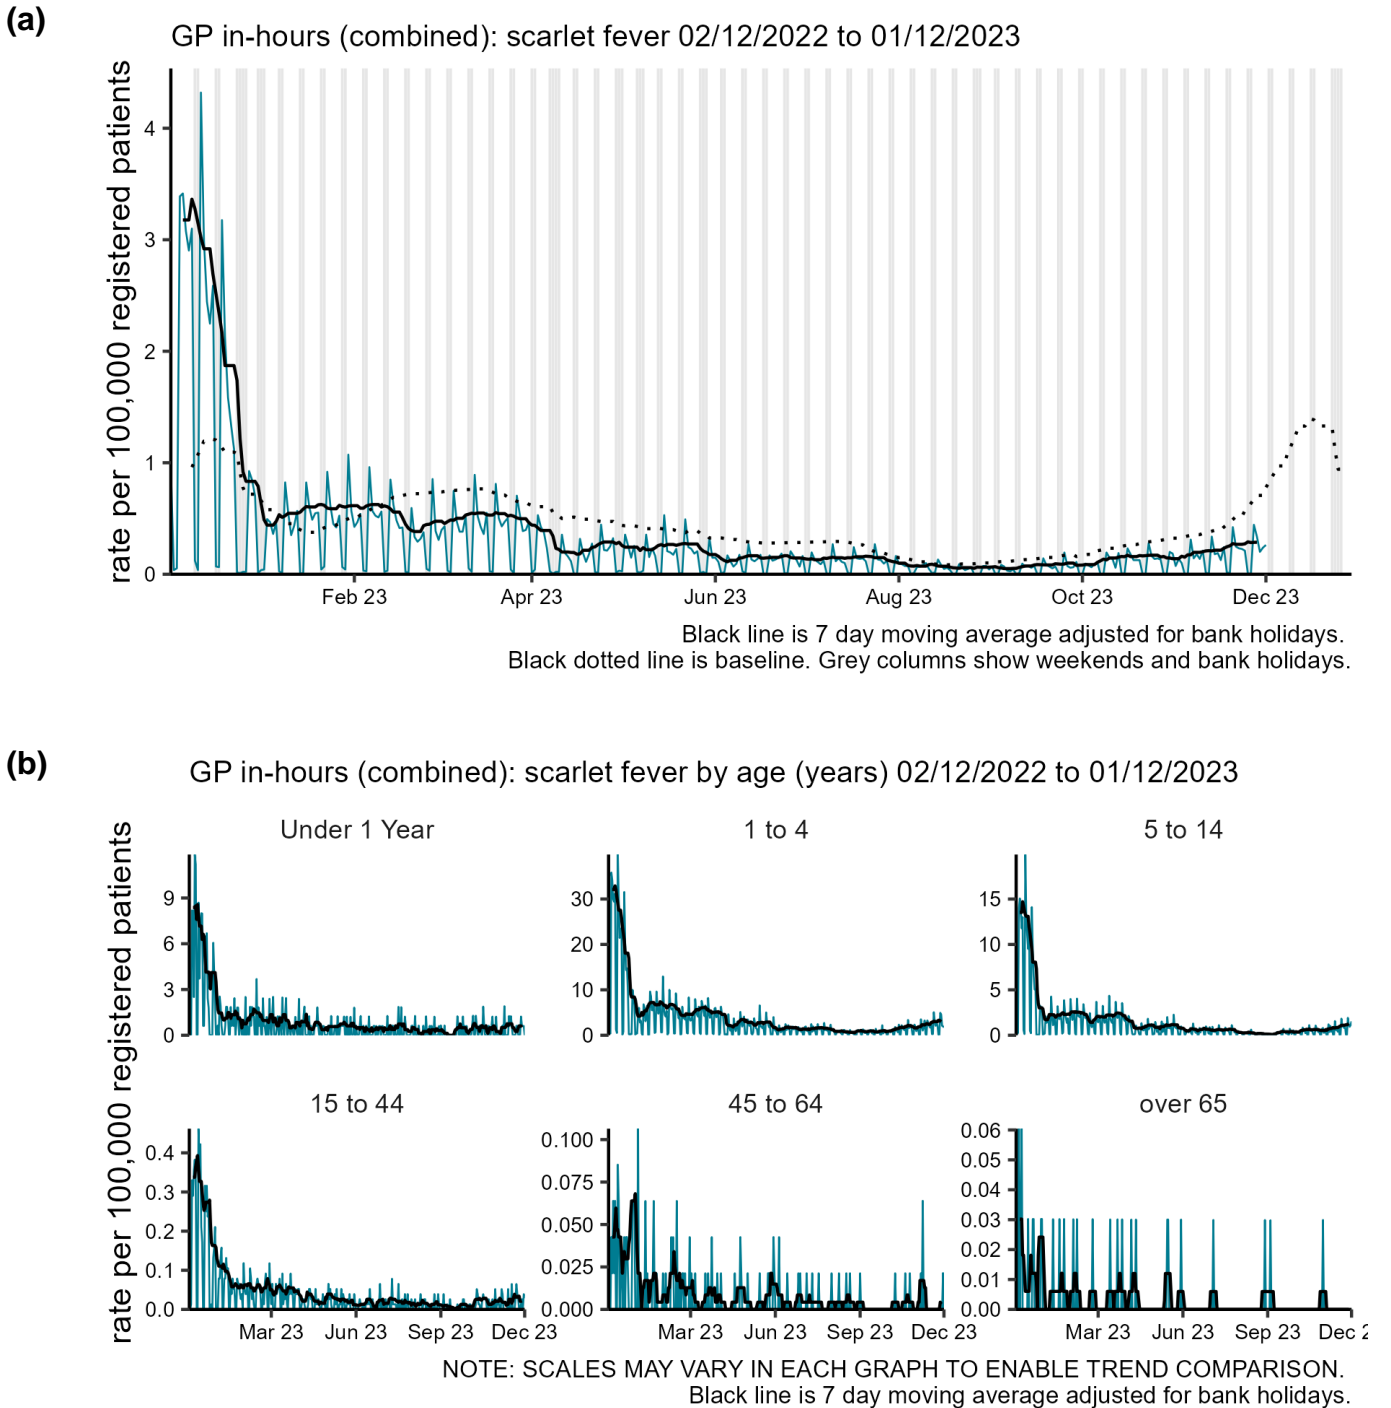 (a)
GP in-hours (combined): scarlet fever 02/12/2022 to 01/12/2023
rate per 100,000 registered patients
4
3
2
1
0
Feb 23 Apr 23 Jun 23 Aug 23 Oct 23 Dec 23
Black line is 7 day moving average adjusted for bank holidays.
Black dotted line is baseline. Grey columns show weekends and bank holidays.
(b)
GP in-hours (combined): scarlet fever by age (years) 02/12/2022 to 01/12/2023
rate per 100,000 registered patients
Under 1 Year
9
6
3
0
1 to 4
30
20
10
0
5 to 14
15
10
5
0
15 to 44
0.4
0.3
0.2
0.1
0.0
Mar 23 Jun 23 Sep 23 Dec 23
45 to 64
0.100
0.075
0.050
0.025
0.000
Mar 23 Jun 23 Sep 23 Dec 23
over 65
0.06
0.05
0.04
0.03
0.02
0.01
0.00
Mar 23 Jun 23 Sep 23 Dec 2
NOTE: SCALES MAY VARY IN EACH GRAPH TO ENABLE TREND COMPARISON.
Black line is 7 day moving average adjusted for bank holidays.